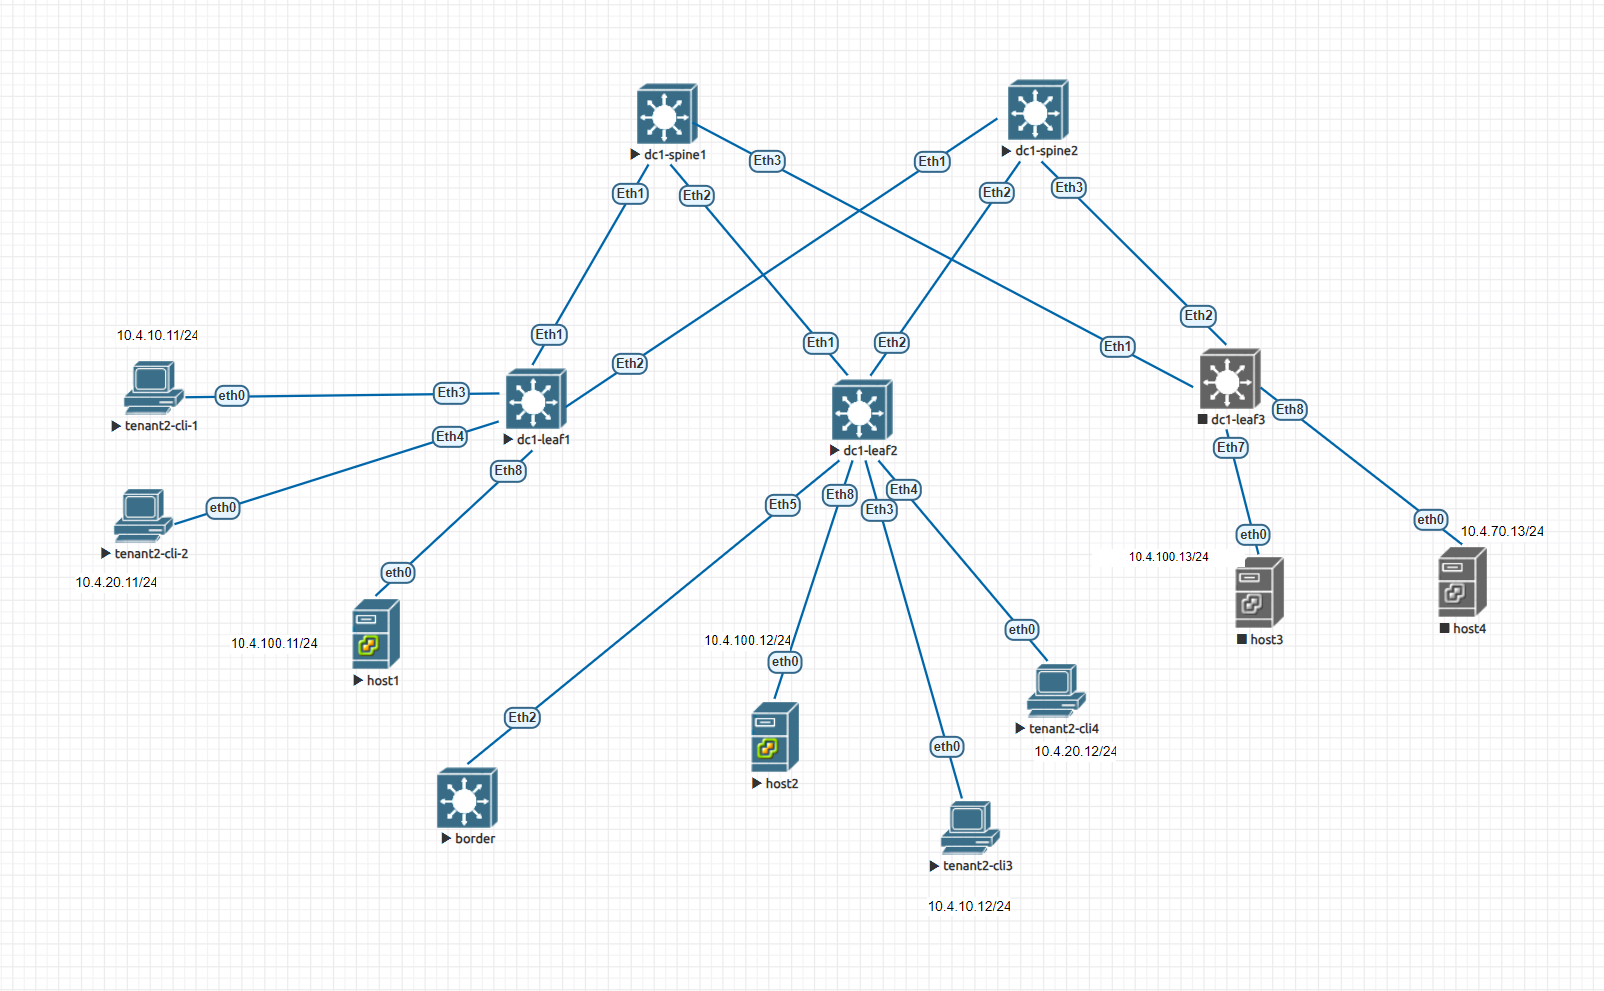 dc1-spine1
dc1-spine2
Eth3
Eth1
Eth1
Eth2
Eth2
Eth3
10.4.10.11/24
Eth1
Eth2
Eth1
Eth2
Eth1
Eth2
eth0
Eth3
tenant2-cli-1
Eth4
dc1-leaf1
dc1-leaf2
dc1-leaf3
Eth8
Eth7
Eth8
eth0
tenant2-cli-2
10.4.20.11/24
Eth5
Eth8
Eth3
Eth4
eth0
10.4.70.13/24
eth0
10.4.100.13/24
eth0
10.4.100.11/24
host1
10.4.100.12/24
eth0
eth0
host3
host4
Eth2
eth0
tenant2-cli4
10.4.20.12/24
host2
border
tenant2-cli3
10.4.10.12/24